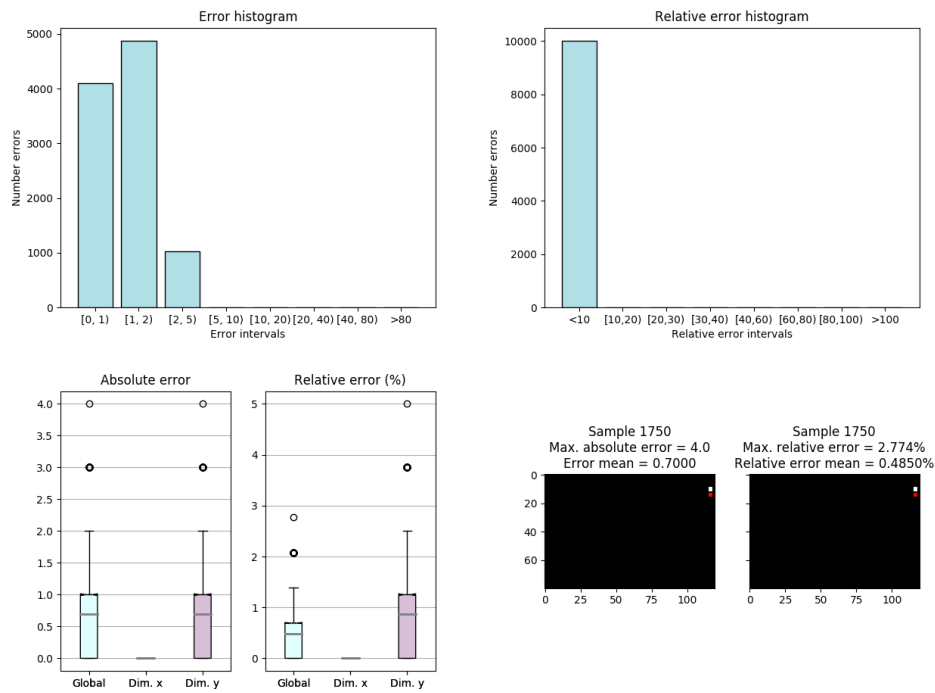 Error histogram
Number errors
5000
4000
3000
2000
1000
0
[0, 1) [1, 2) [2, 5) [5, 10) [10, 20) [20, 40) [40, 80) >80
Error intervals
Relative error histogram
Number errors
10000
8000
6000
4000
2000
0
<10 [10,20) [20,30) [30,40) [40,60) [60,80) [80,100) >100
Relative error intervals
Absolute error
4.0
3.5
3.0
2.5
2.0
1.5
1.0
0.5
0.0
Global Dim. x Dim. y
Relative error (%)
5
4
3
2
1
0
Global Dim. x Dim. y
Sample 1750
Max. absolute error = 4.0
Error mean = 0.7000
0
20
40
60
0 25 50 75 100
Sample 1750
Max. relative error = 2.774%
Relative error mean = 0.4850%
0
20
40
60
0 25 50 75 100